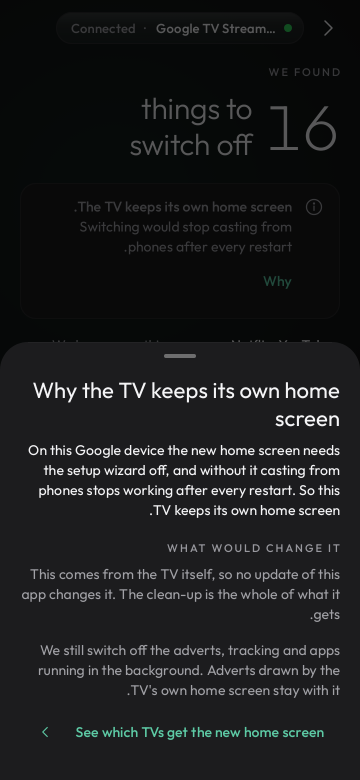 Connected · Google TV Stream...
WE FOUND
16
things to
switch off
.The TV keeps its own home screen
Switching would stop casting from
.phones after every restart
Why
Why the TV keeps its own home
screen
On this Google device the new home screen needs
the setup wizard off, and without it casting from
phones stops working after every restart. So this
.TV keeps its own home screen
WHAT WOULD CHANGE IT
This comes from the TV itself, so no update of this
app changes it. The clean-up is the whole of what it
.gets
We still switch off the adverts, tracking and apps
running in the background. Adverts drawn by the
.TV's own home screen stay with it
See which TVs get the new home screen